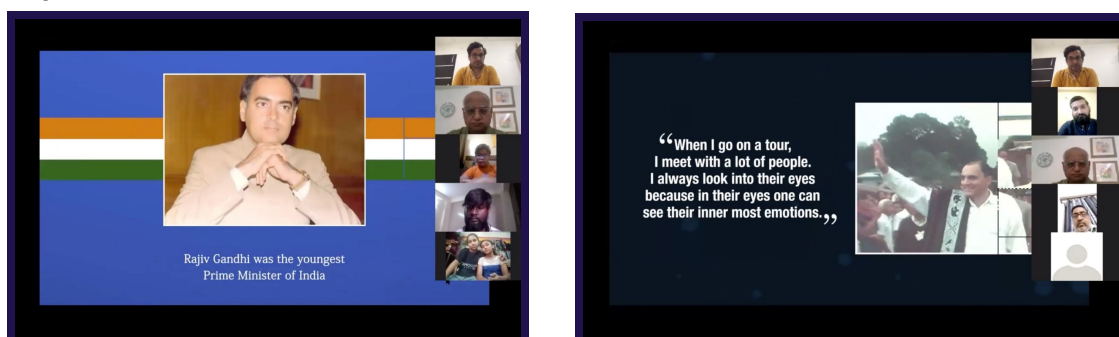 Rajiv Gandhi was the youngest
Prime Minister of India
“When I go on a tour,
I meet with a lot of people.
I always look into their eyes
because in their eyes one can
see their inner most emotions.”